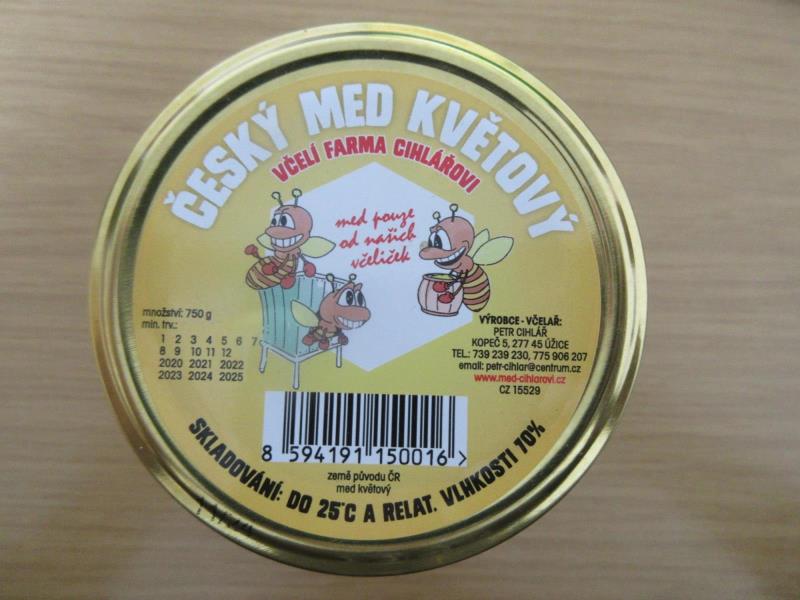 ČESKÝ MED KVĚTOVÝ
VČELÍ FARMA CIHLÁŘOVI
med pouze
od našich
včeliček
množství: 750 g
min. trv.:
1 2 3 4 5 6 7
8 9 10 11 12
2020 2021 2022
2023 2024 2025
VÝROBCE - VČELAŘ:
PETR CIHLÁŘ
KOPEČ 5, 277 45 ÚŽICE
TEL.: 739 239 230, 775 906 207
email: petr-cihlar@centrum.cz
www.med-cihlarovi.cz
CZ 15529
8 594191 150016 >
země původu ČR
med květový
SKLADOVÁNÍ: DO 25°C A RELAT. VLHKOSTI 70%